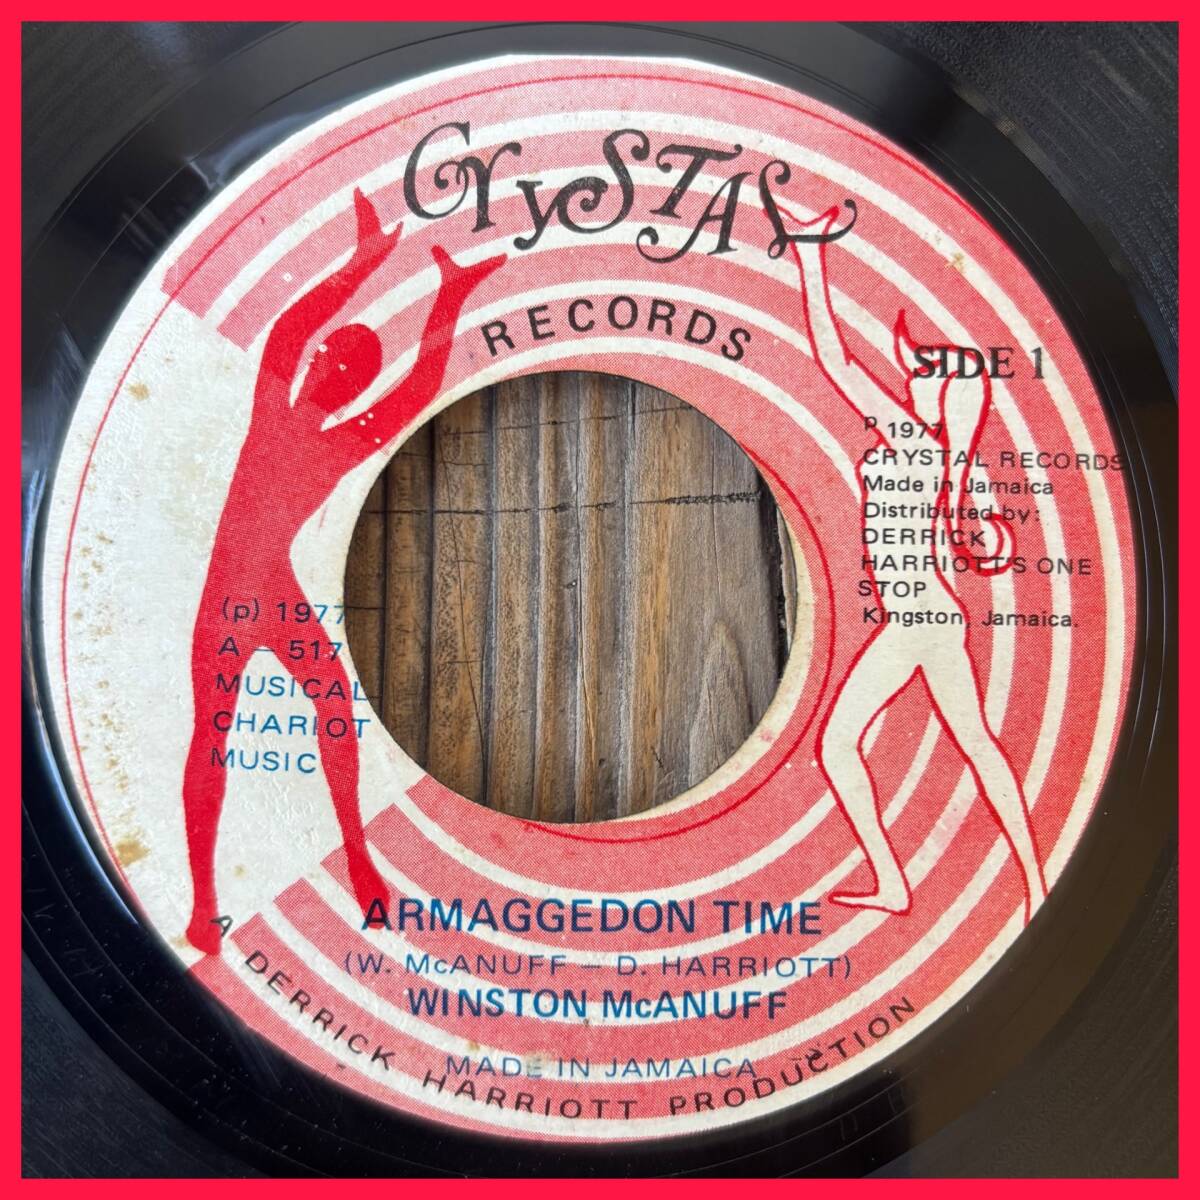 CRYSTAL
RECORDS
SIDE 1
P 1977
CRYSTAL RECORDS
Made in Jamaica
Distributed by:
DERRICK
HARRIOTT'S ONE
STOP
Kingston, Jamaica.
(p) 1977
A – 517
MUSICAL
CHARIOT
MUSIC
ARMAGGEDON TIME
(W. McANUFF – D. HARRIOTT)
WINSTON McANUFF
MADE IN JAMAICA
A DERRICK HARRIOTT PRODUCTION